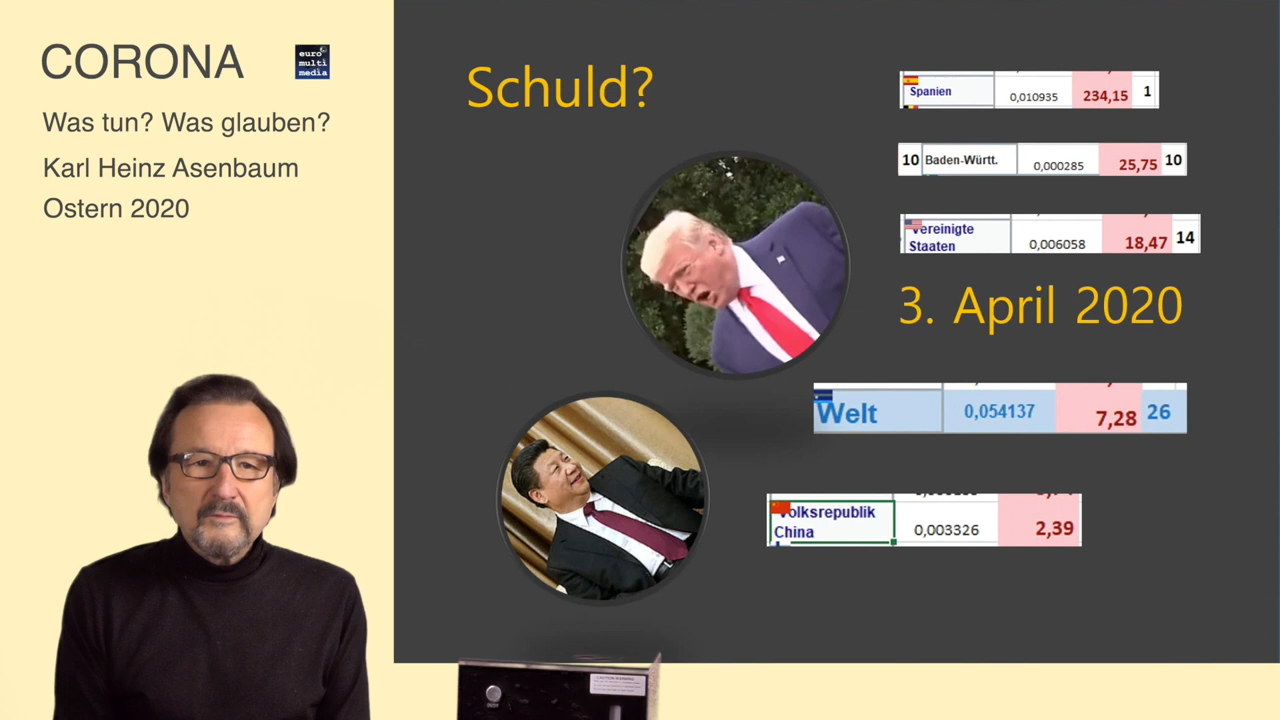 CORONA
euro
multi
media
Was tun? Was glauben?
Karl Heinz Asenbaum
Ostern 2020
Schuld?
Spanien 0,010935 234,15 1
10 Baden-Württ. 0,000285 25,75 10
Vereinigte
Staaten 0,006058 18,47 14
3. April 2020
Welt 0,054137 7,28 26
Volksrepublik
China 0,003326 2,39